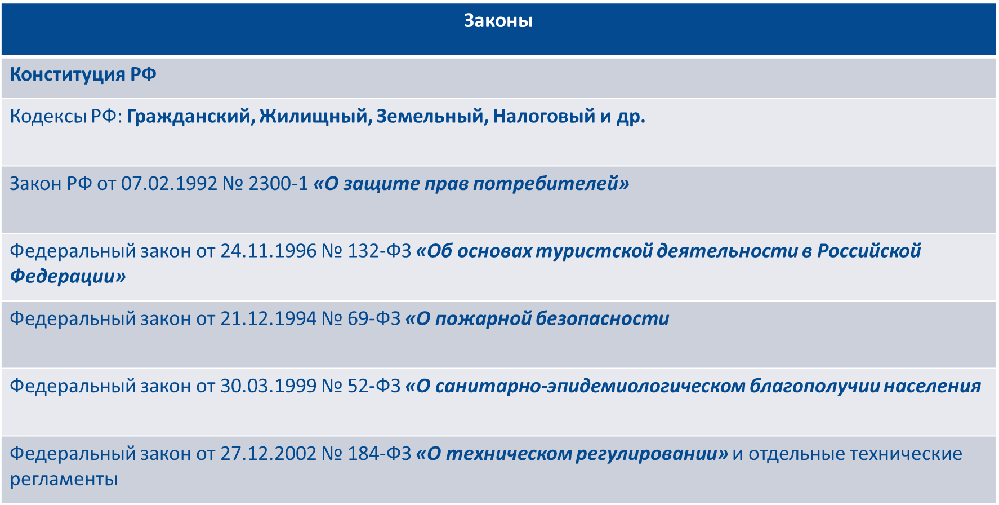 Законы
Конституция РФ
Кодексы РФ: Гражданский, Жилищный, Земельный, Налоговый и др.
Закон РФ от 07.02.1992 № 2300-1 «О защите прав потребителей»
Федеральный закон от 24.11.1996 № 132-ФЗ «Об основах туристской деятельности в Российской
Федерации»
Федеральный закон от 21.12.1994 № 69-ФЗ «О пожарной безопасности
Федеральный закон от 30.03.1999 № 52-ФЗ «О санитарно-эпидемиологическом благополучии населения
Федеральный закон от 27.12.2002 № 184-ФЗ «О техническом регулировании» и отдельные технические
регламенты